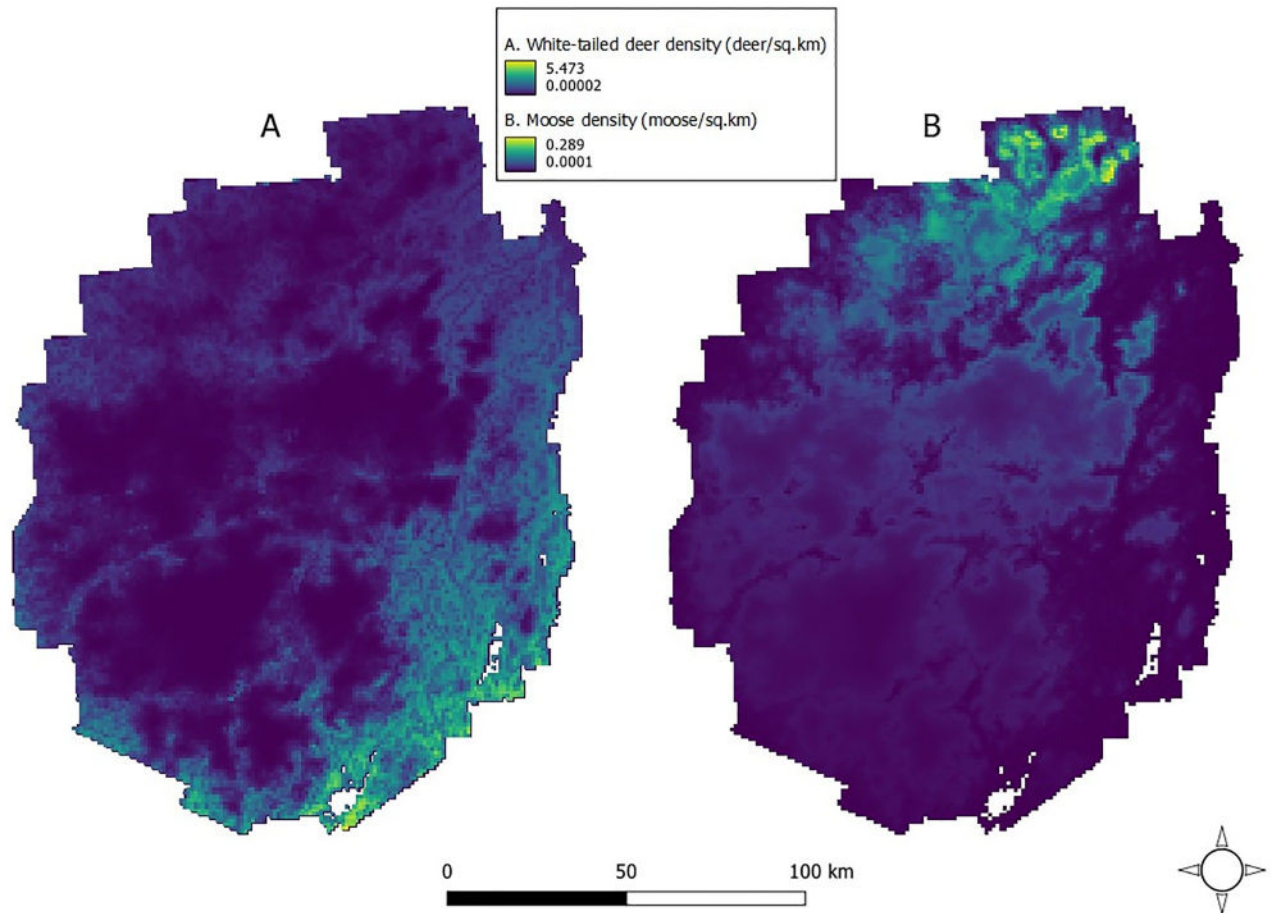 A. White-tailed deer density (deer/sq.km)
5.473
0.00002
B. Moose density (moose/sq.km)
0.289
0.0001
A
B
0 50 100 km